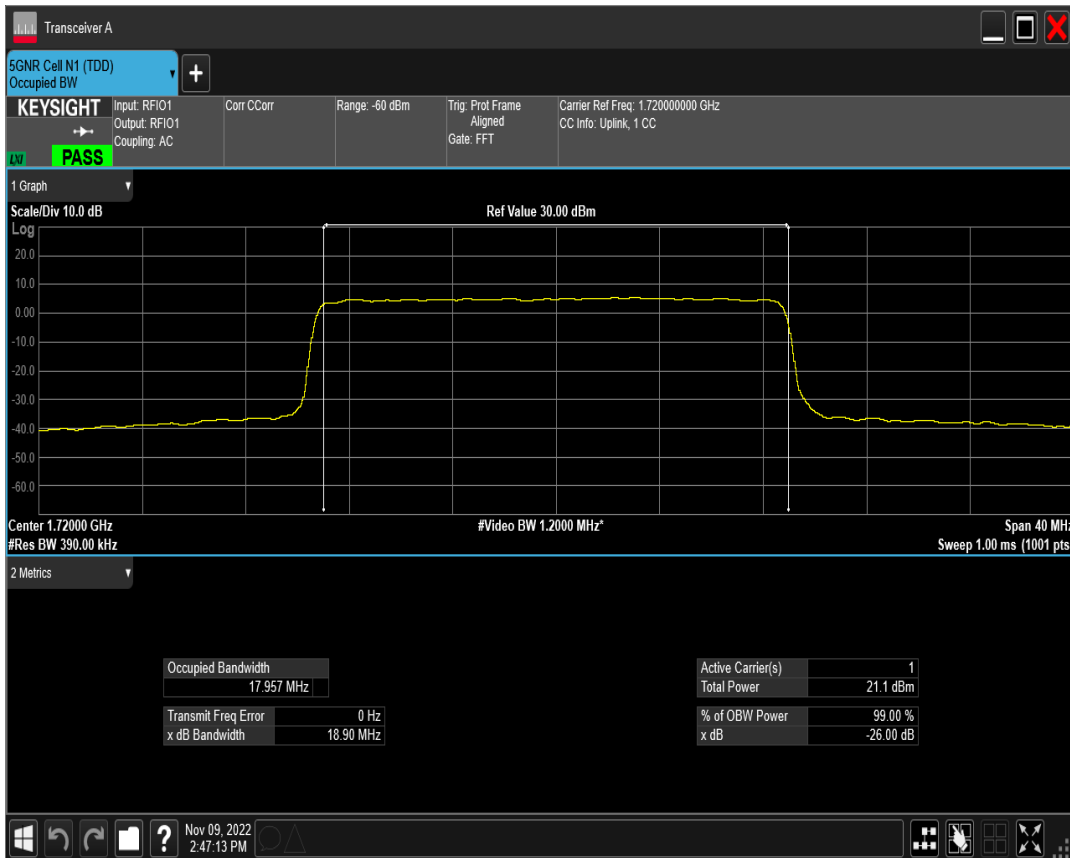 Transceiver A
5GNR Cell N1 (TDD)
Occupied BW
+
KEYSIGHT
LXI
PASS
Input: RFIO1
Output: RFIO1
Coupling: AC
Corr CCorr
Range: -60 dBm
Trig: Prot Frame
Aligned
Gate: FFT
Carrier Ref Freq: 1.720000000 GHz
CC Info: Uplink, 1 CC
1 Graph
Scale/Div 10.0 dB
Ref Value 30.00 dBm
Log
20.0
10.0
0.00
-10.0
-20.0
-30.0
-40.0
-50.0
-60.0
Center 1.72000 GHz
#Video BW 1.2000 MHz*
Span 40 MHz
#Res BW 390.00 kHz
Sweep 1.00 ms (1001 pts
2 Metrics
Occupied Bandwidth
17.957 MHz
Transmit Freq Error 0 Hz
x dB Bandwidth 18.90 MHz
Active Carrier(s) 1
Total Power 21.1 dBm
% of OBW Power 99.00 %
x dB -26.00 dB
?
Nov 09, 2022
2:47:13 PM